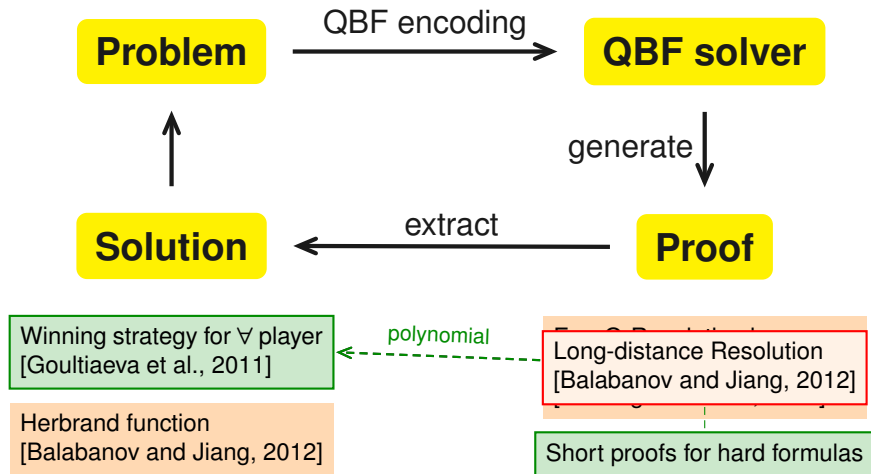 Problem
QBF encoding
QBF solver
generate
Solution
extract
Proof
Winning strategy for ∀ player
[Goultiaeva et al., 2011]
polynomial
Long-distance Resolution
[Balabanov and Jiang, 2012]
Herbrand function
[Balabanov and Jiang, 2012]
Short proofs for hard formulas